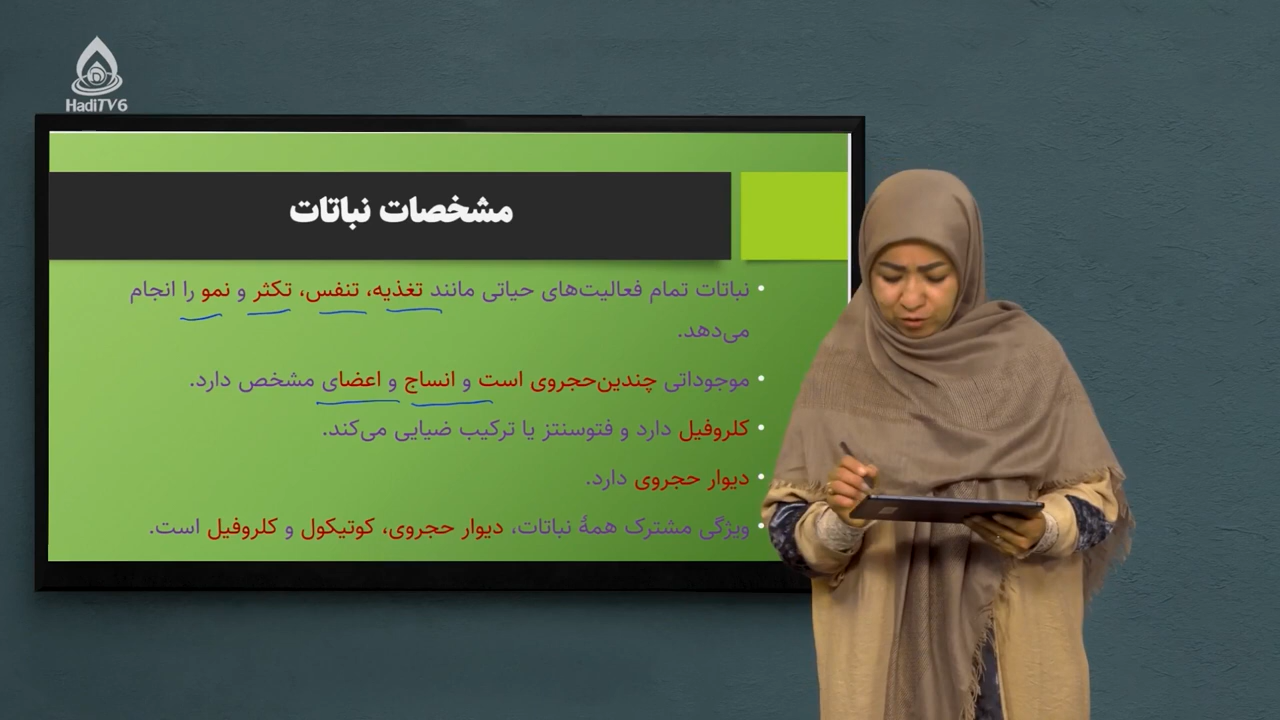 HadiTV6
مشخصات نباتات
• نباتات تمام فعالیت‌های حیاتی مانند تغذیه، تنفس، تکثر و نمو را انجام
می‌دهد.
• موجوداتی چندین‌حجروی است و انساج و اعضای مشخص دارد.
• کلروفیل دارد و فتوسنتز یا ترکیب ضیایی می‌کند.
• دیوار حجروی دارد.
• ویژگی مشترک همهٔ نباتات، دیوار حجروی، کوتیکول و کلروفیل است.